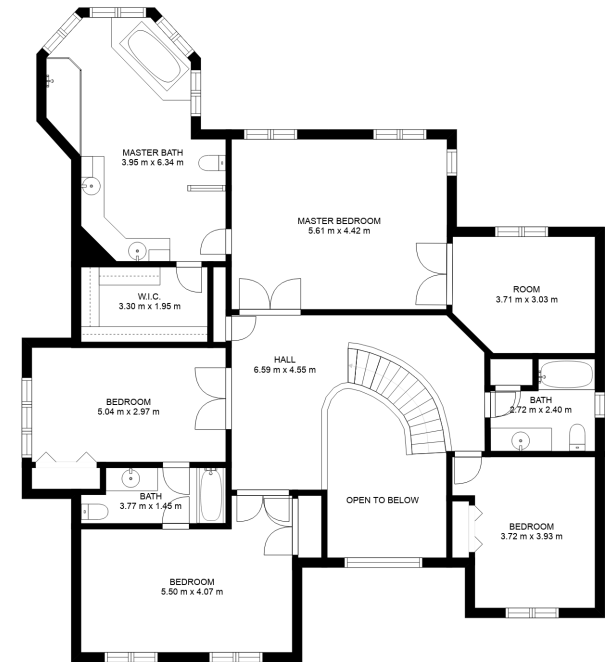 MASTER BATH
3.95 m x 6.34 m
MASTER BEDROOM
5.61 m x 4.42 m
ROOM
3.71 m x 3.03 m
W.I.C.
3.30 m x 1.95 m
HALL
6.59 m x 4.55 m
BEDROOM
5.04 m x 2.97 m
BATH
2.72 m x 2.40 m
BATH
3.77 m x 1.45 m
OPEN TO BELOW
BEDROOM
3.72 m x 3.93 m
BEDROOM
5.50 m x 4.07 m